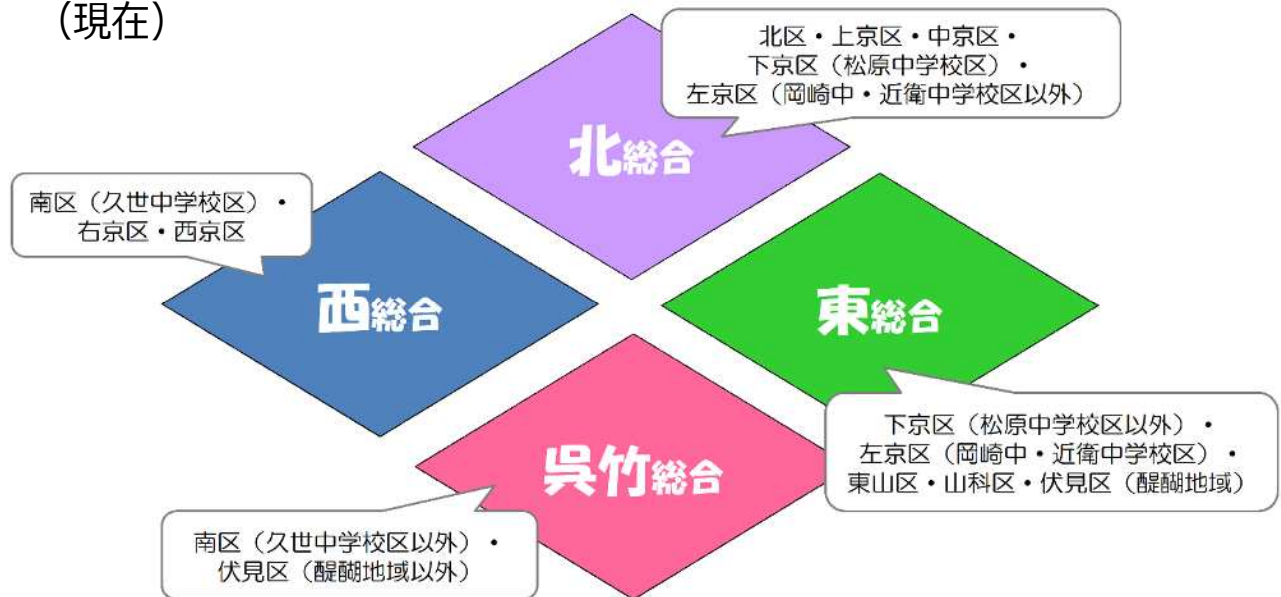 （現在）
北区・上京区・中京区・
下京区（松原中学校区）・
左京区（岡崎中・近衛中学校区以外）
北総合
南区（久世中学校区）・
右京区・西京区
西総合
東総合
下京区（松原中学校区以外）・
左京区（岡崎中・近衛中学校区）・
東山区・山科区・伏見区（醍醐地域）
呉竹総合
南区（久世中学校区以外）・
伏見区（醍醐地域以外）